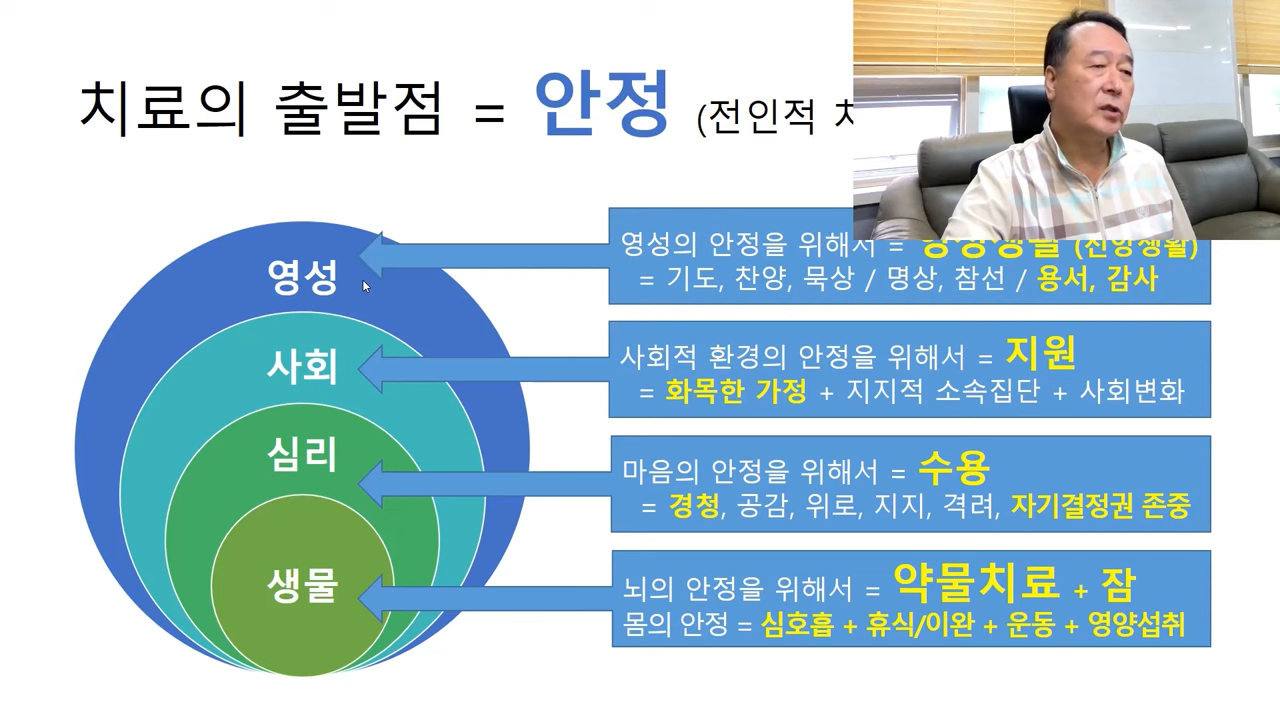 치료의 출발점 = 안정 (전인적
영성
사회
심리
생물
영성의 안정을 위해서 = (신앙생활)
= 기도, 찬양, 묵상 / 명상, 참선 / 용서, 감사
사회적 환경의 안정을 위해서 = 지원
= 화목한 가정 + 지지적 소속집단 + 사회변화
마음의 안정을 위해서 = 수용
= 경청, 공감, 위로, 지지, 격려, 자기결정권 존중
뇌의 안정을 위해서 = 약물치료 + 잠
몸의 안정 = 심호흡 + 휴식/이완 + 운동 + 영양섭취